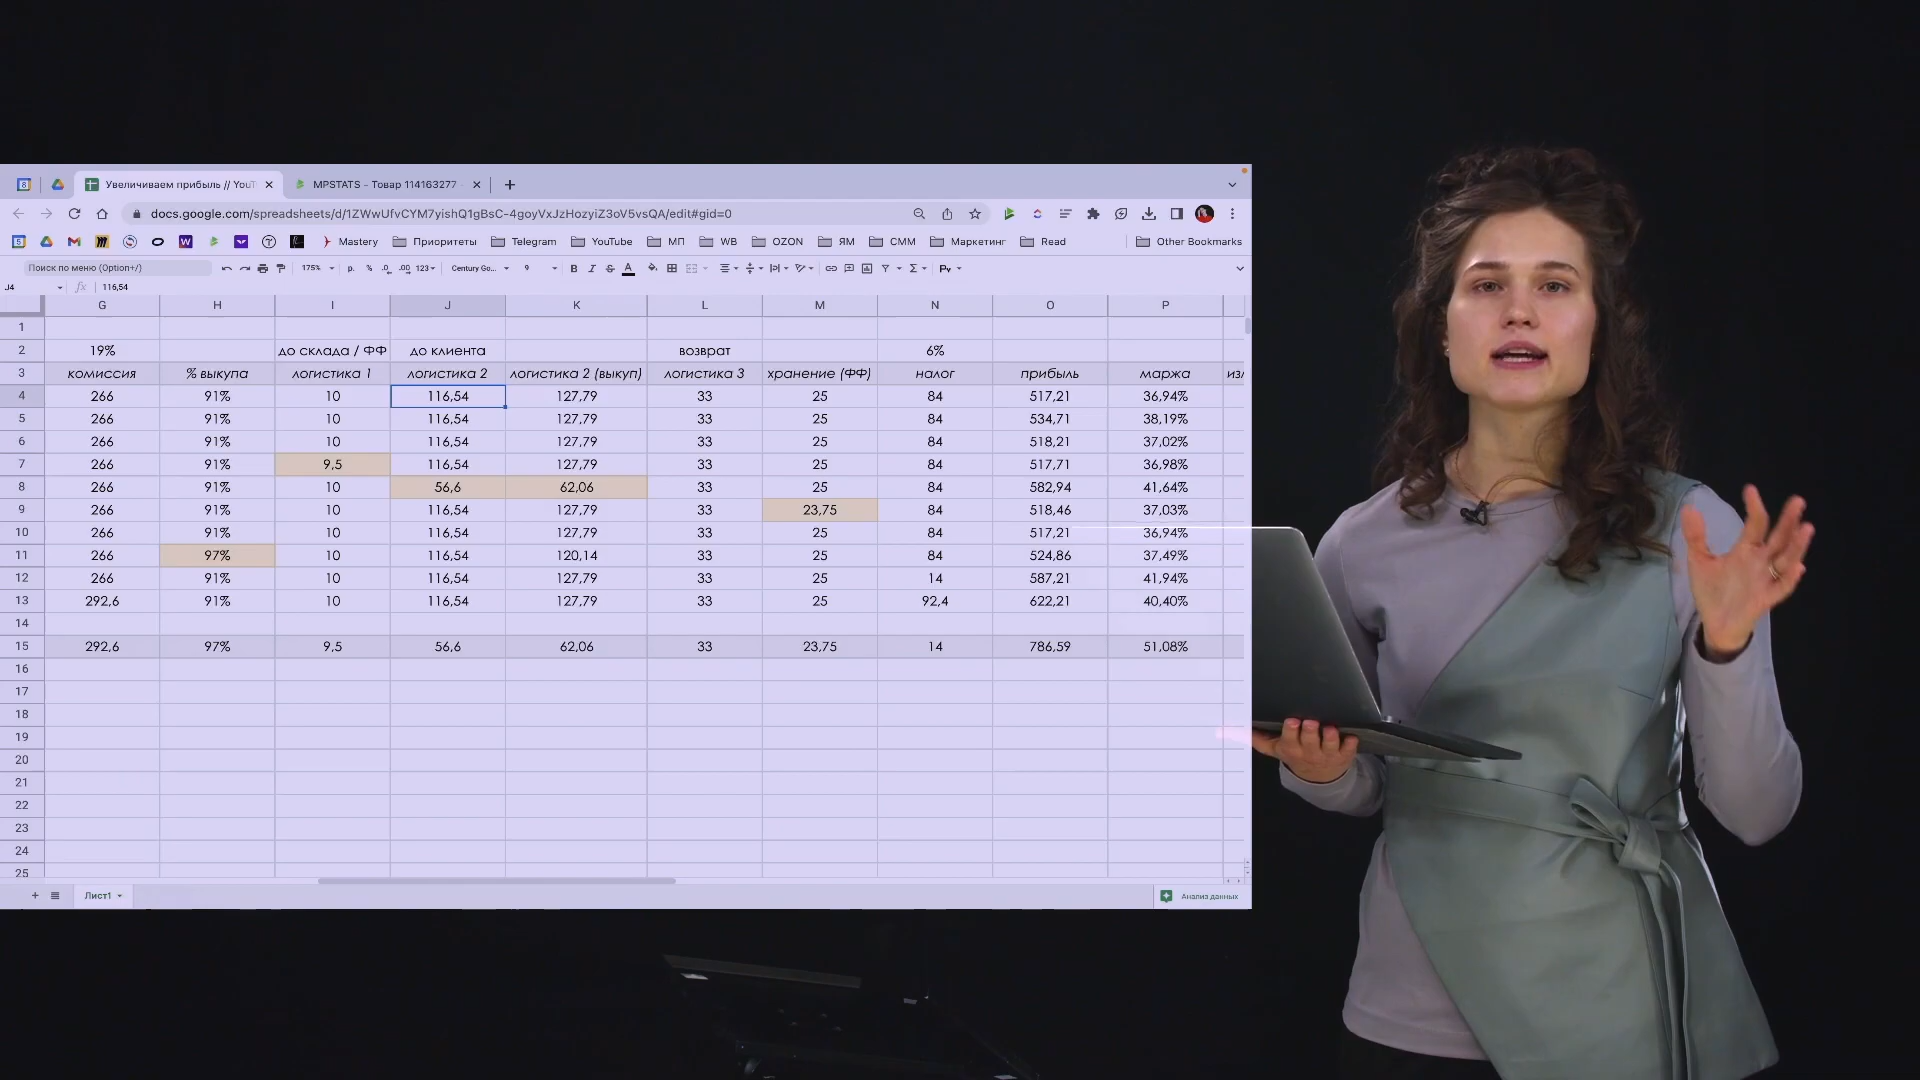 Увеличиваем прибыль // YouT
MPSTATS - Товар 114163277
docs.google.com/spreadsheets/d/1ZWwUfvCYM7yishQ1gBsC-4goyVxJzHozyiZ3oV5vsQA/edit#gid=0
Mastery Приоритеты Telegram YouTube МП WB OZON ЯМ СММ Маркетинг Read Other Bookmarks
Поиск по меню (Option+/) 175% р. % .0 .00 123 Century Go... 9 B I S A Σ
J4 fx 116,54
G H I J K L M N O P
1
2 19% до склада / ФФ до клиента возврат 6%
3 комиссия % выкупа логистика 1 логистика 2 логистика 2 (выкуп) логистика 3 хранение (ФФ) налог прибыль маржа
4 266 91% 10 116,54 127,79 33 25 84 517,21 36,94%
5 266 91% 10 116,54 127,79 33 25 84 534,71 38,19%
6 266 91% 10 116,54 127,79 33 25 84 518,21 37,02%
7 266 91% 9,5 116,54 127,79 33 25 84 517,71 36,98%
8 266 91% 10 56,6 62,06 33 25 84 582,94 41,64%
9 266 91% 10 116,54 127,79 33 23,75 84 518,46 37,03%
10 266 91% 10 116,54 127,79 33 25 84 517,21 36,94%
11 266 97% 10 116,54 120,14 33 25 84 524,86 37,49%
12 266 91% 10 116,54 127,79 33 25 14 587,21 41,94%
13 292,6 91% 10 116,54 127,79 33 25 92,4 622,21 40,40%
14
15 292,6 97% 9,5 56,6 62,06 33 23,75 14 786,59 51,08%
16
17
18
19
20
21
22
23
24
25
Лист1
Анализ данных